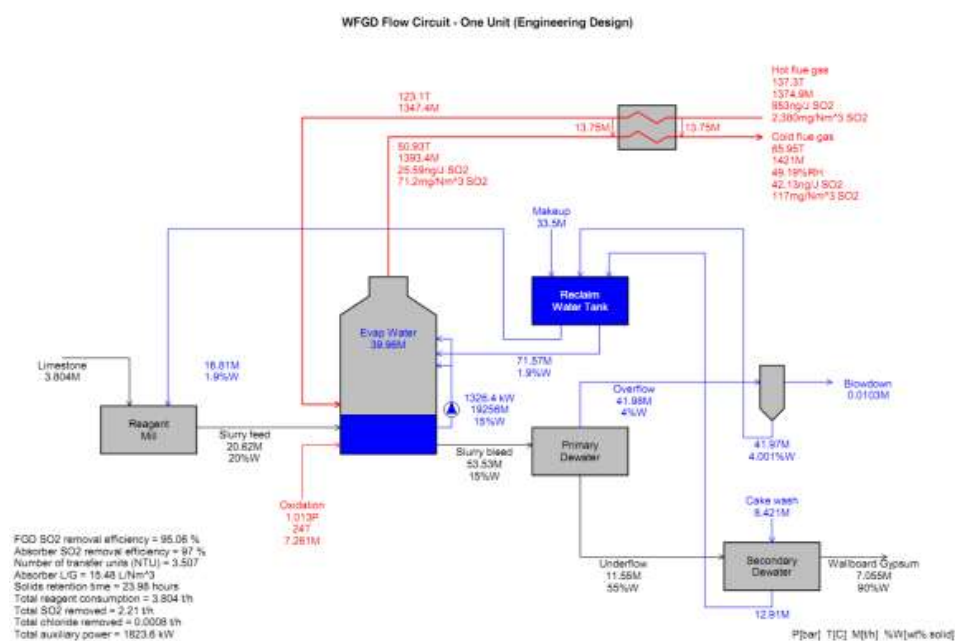 WFGD Flow Circuit - One Unit (Engineering Design)
Hot flue gas
137.3T
1374.9M
853ng/J SO2
2,380mg/Nm^3 SO2
123.1T
1347.4M
13.75M
13.75M
Cold flue gas
65.95T
1421M
49.19%RH
42.13ng/J SO2
117mg/Nm^3 SO2
50.93T
1393.4M
25.59ng/J SO2
71.2mg/Nm^3 SO2
Makeup
33.5M
Reclaim
Water Tank
Evap Water
39.96M
Limestone
3.804M
16.81M
1.9%W
71.57M
1.9%W
Overflow
41.98M
4%W
Blowdown
0.0103M
1326.4 kW
19256M
15%W
Reagent
Mill
Slurry feed
20.62M
20%W
Slurry bleed
53.53M
15%W
Primary
Dewater
41.97M
4.001%W
Oxidation
1.013P
24T
7.261M
Cake wash
8.421M
Underflow
11.55M
55%W
Secondary
Dewater
Wallboard Gypsum
7.055M
90%W
12.91M
FGD SO2 removal efficiency = 95.06 %
Absorber SO2 removal efficiency = 97 %
Number of transfer units (NTU) = 3.507
Absorber L/G = 15.48 L/Nm^3
Solids retention time = 23.98 hours
Total reagent consumption = 3.804 t/h
Total SO2 removed = 2.21 t/h
Total chloride removed = 0.0008 t/h
Total auxiliary power = 1823.6 kW
P[bar] T[C] M[t/h] %W[wt% solid]